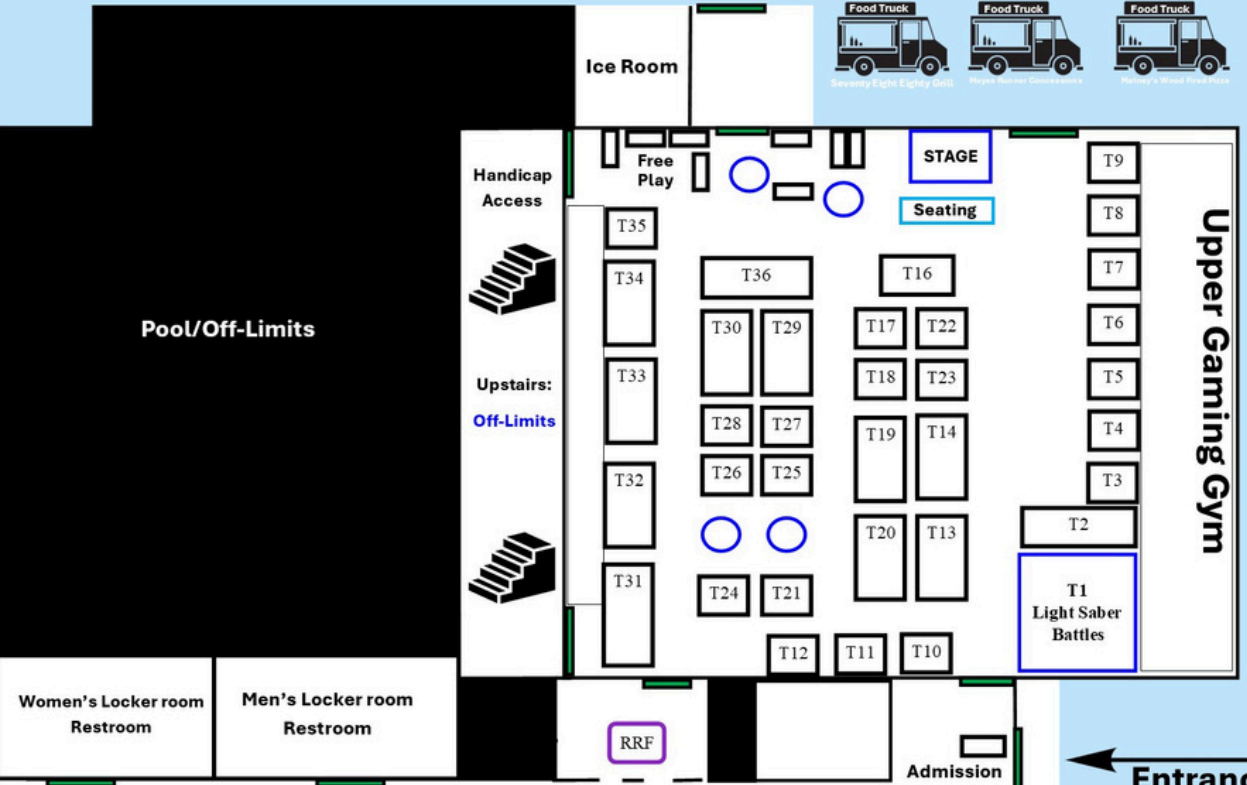 Food Truck
Food Truck
Food Truck
Seventy Eight Eighty Grill
Ice Room
Handicap
Access
Free
Play
STAGE
Seating
T9
T8
T7
T6
T5
T4
T3
T2
T1
Light Saber
Battles
Upper Gaming Gym
T35
T34
T33
T32
T31
T36
T30
T29
T28
T27
T26
T25
T24
T21
T16
T17
T22
T18
T23
T19
T14
T20
T13
T12
T11
T10
Pool/Off-Limits
Upstairs:
Off-Limits
Women's Locker room
Restroom
Men's Locker room
Restroom
RRF
Admission